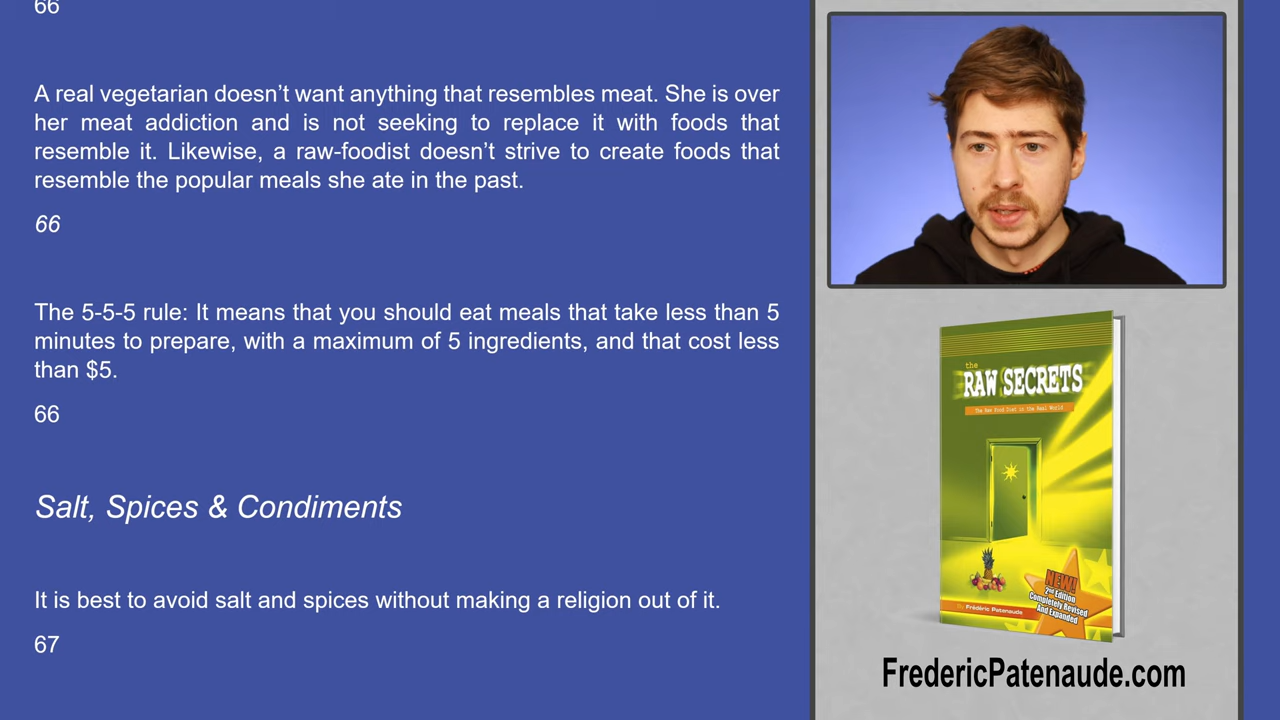 66
A real vegetarian doesn’t want anything that resembles meat. She is over
her meat addiction and is not seeking to replace it with foods that
resemble it. Likewise, a raw-foodist doesn’t strive to create foods that
resemble the popular meals she ate in the past.
66
The 5-5-5 rule: It means that you should eat meals that take less than 5
minutes to prepare, with a maximum of 5 ingredients, and that cost less
than $5.
66
Salt, Spices & Condiments
It is best to avoid salt and spices without making a religion out of it.
67
the
RAW SECRETS
The Raw Food Diet in the Real World
NEW!
2nd Edition
Completely Revised
And Expanded
By Frédéric Patenaude
FredericPatenaude.com